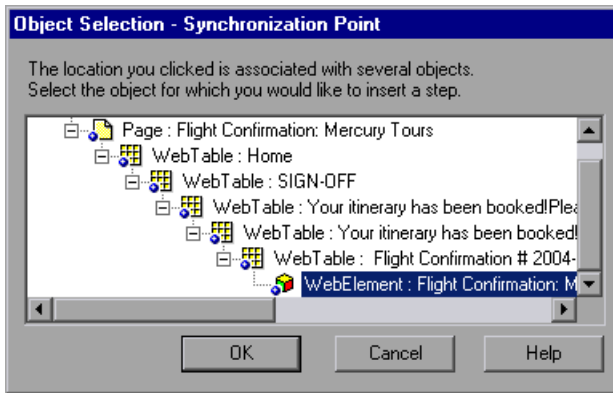 Object Selection - Synchronization Point
The location you clicked is associated with several objects.
Select the object for which you would like to insert a step.
Page : Flight Confirmation: Mercury Tours
WebTable : Home
WebTable : SIGN-OFF
WebTable : Your itinerary has been booked!Plea
WebTable : Your itinerary has been booked!
WebTable : Flight Confirmation # 2004-
WebElement : Flight Confirmation: M
OK Cancel Help